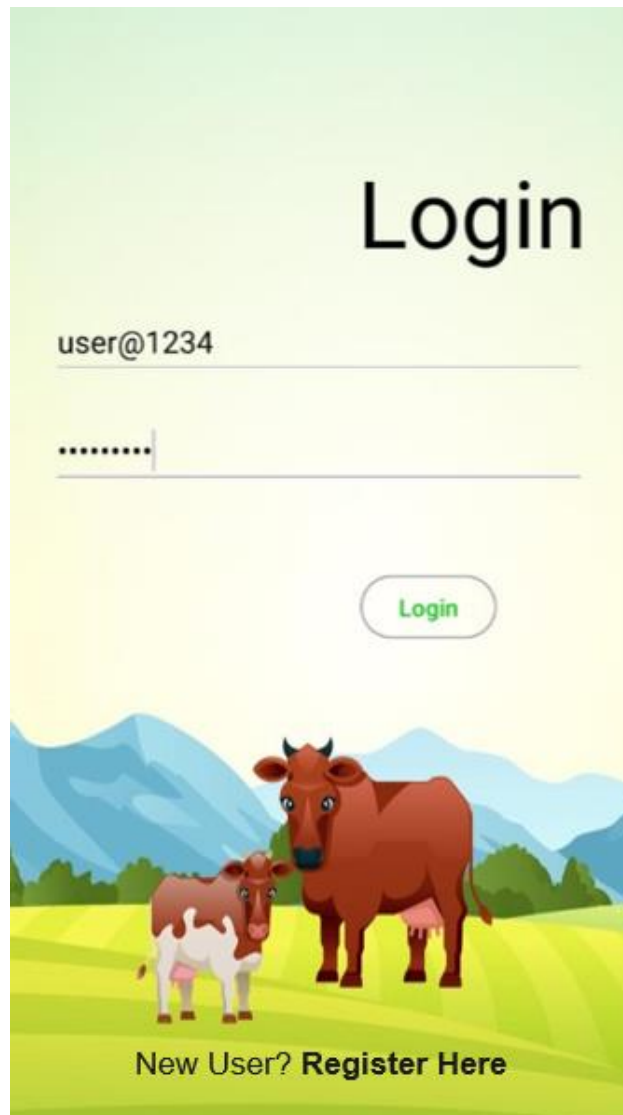 Login
user@1234
•••••••••
Login
New User? Register Here